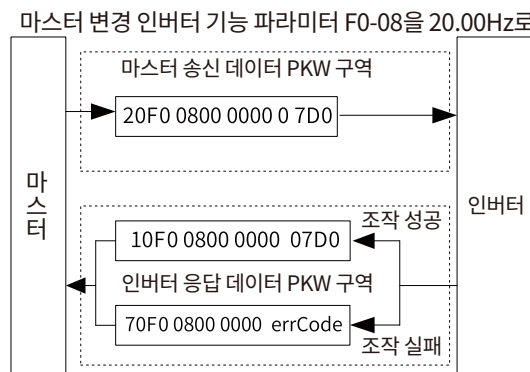 마스터 변경 인버터 기능 파라미터 F0-08을 20.00Hz로
마스터 송신 데이터 PKW 구역
20F0 0800 0000 0 7D0
마스터
인버터
조작 성공
10F0 0800 0000 07D0
인버터 응답 데이터 PKW 구역
70F0 0800 0000 errCode
조작 실패